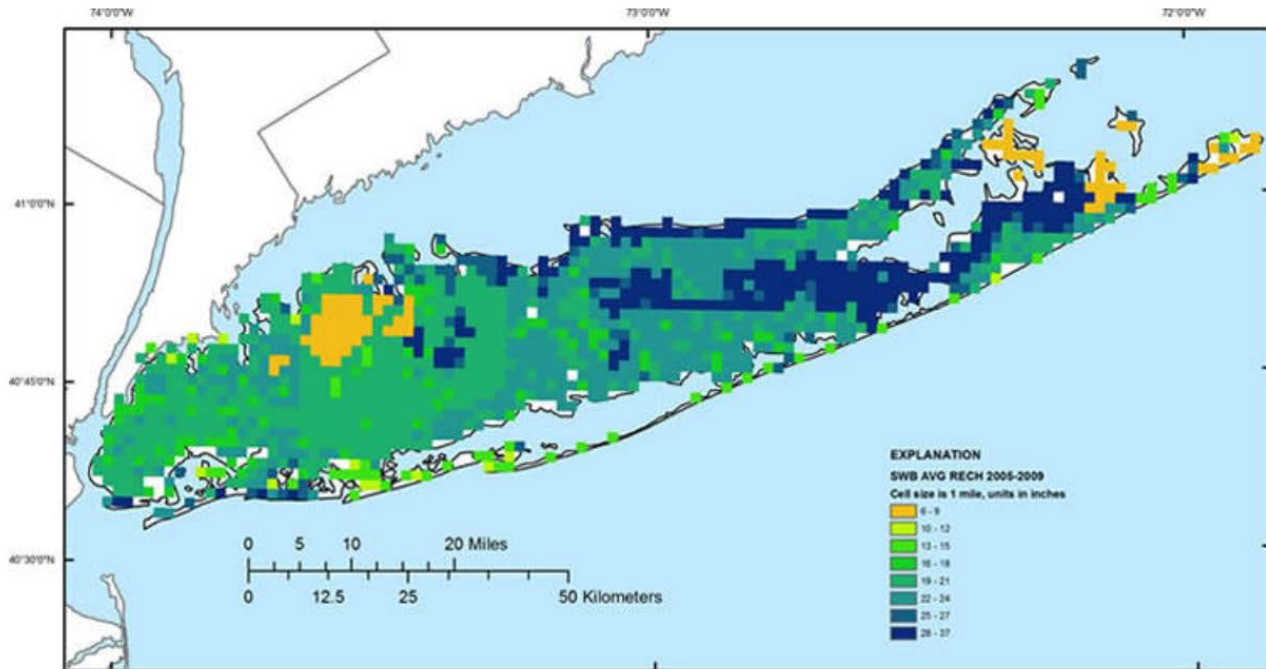 74°0'0"W 73°0'0"W 72°0'0"W
41°0'0"N
40°45'0"N
40°30'0"N
0 5 10 20 Miles
0 12.5 25 50 Kilometers
EXPLANATION
SWB AVG RECH 2005-2009
Cell size is 1 mile, units in inches
6 - 9
10 - 12
13 - 15
16 - 18
19 - 21
22 - 24
25 - 27
28 - 37